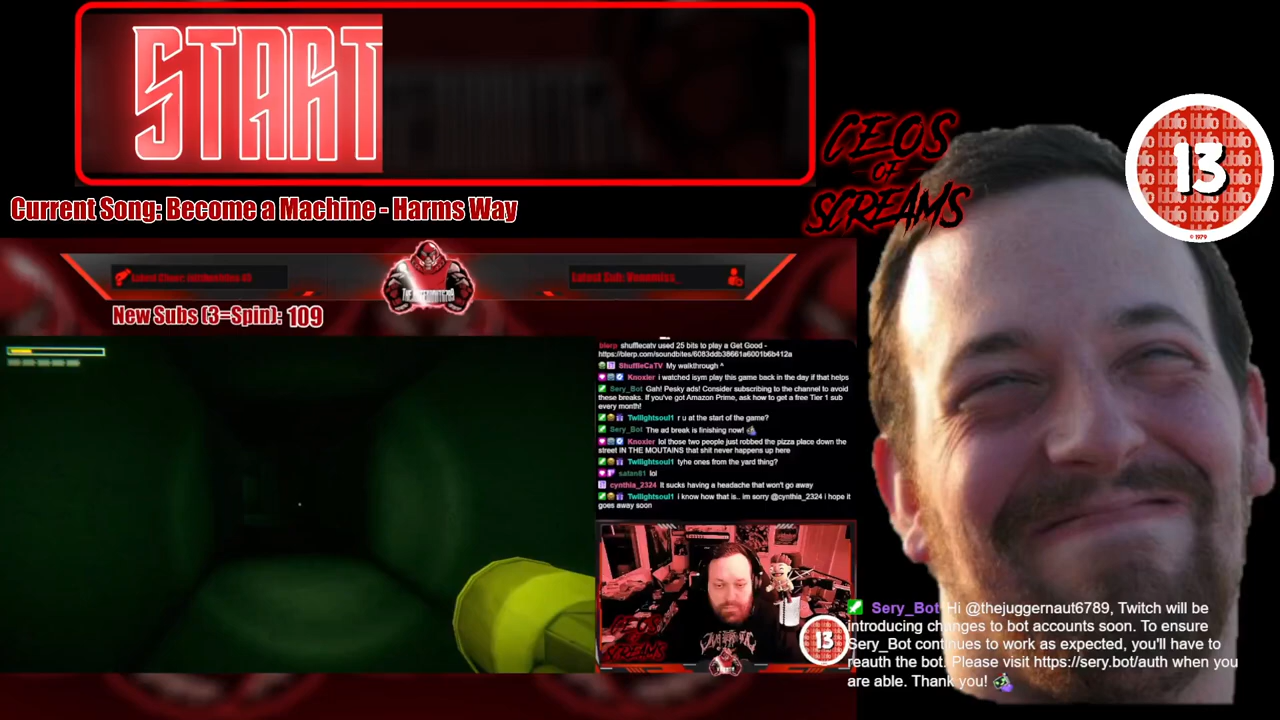 START
CEOS
OF
SCREAMS
13
© 1979
Current Song: Become a Machine - Harms Way
Latest Sub: Venomiss_
THEJUGGERNAUT6789
New Subs (3=Spin): 109
blerp shufflecatv used 25 bits to play a Get Good -
https://blerp.com/soundbites/6083ddb38661a6001b6b412a
ShuffleCaTV My walkthrough ^
Knoxler i watched isym play this game back in the day if that helps
Sery_Bot Gah! Pesky ads! Consider subscribing to the channel to avoid
these breaks. If you've got Amazon Prime, ask how to get a free Tier 1 sub
every month!
Twilightsoul1 r u at the start of the game?
Sery_Bot The ad break is finishing now!
Knoxler lol those two people just robbed the pizza place down the
street IN THE MOUTAINS that shit never happens up here
Twilightsoul1 tyhe ones from the yard thing?
satan81 lol
cynthia_2324 It sucks having a headache that won't go away
Twilightsoul1 i know how that is.. im sorry @cynthia_2324 i hope it
goes away soon
CEOS
OF
SCREAMS
13
Sery_Bot Hi @thejuggernaut6789, Twitch will be
introducing changes to bot accounts soon. To ensure
Sery_Bot continues to work as expected, you'll have to
reauth the bot. Please visit https://sery.bot/auth when you
are able. Thank you!